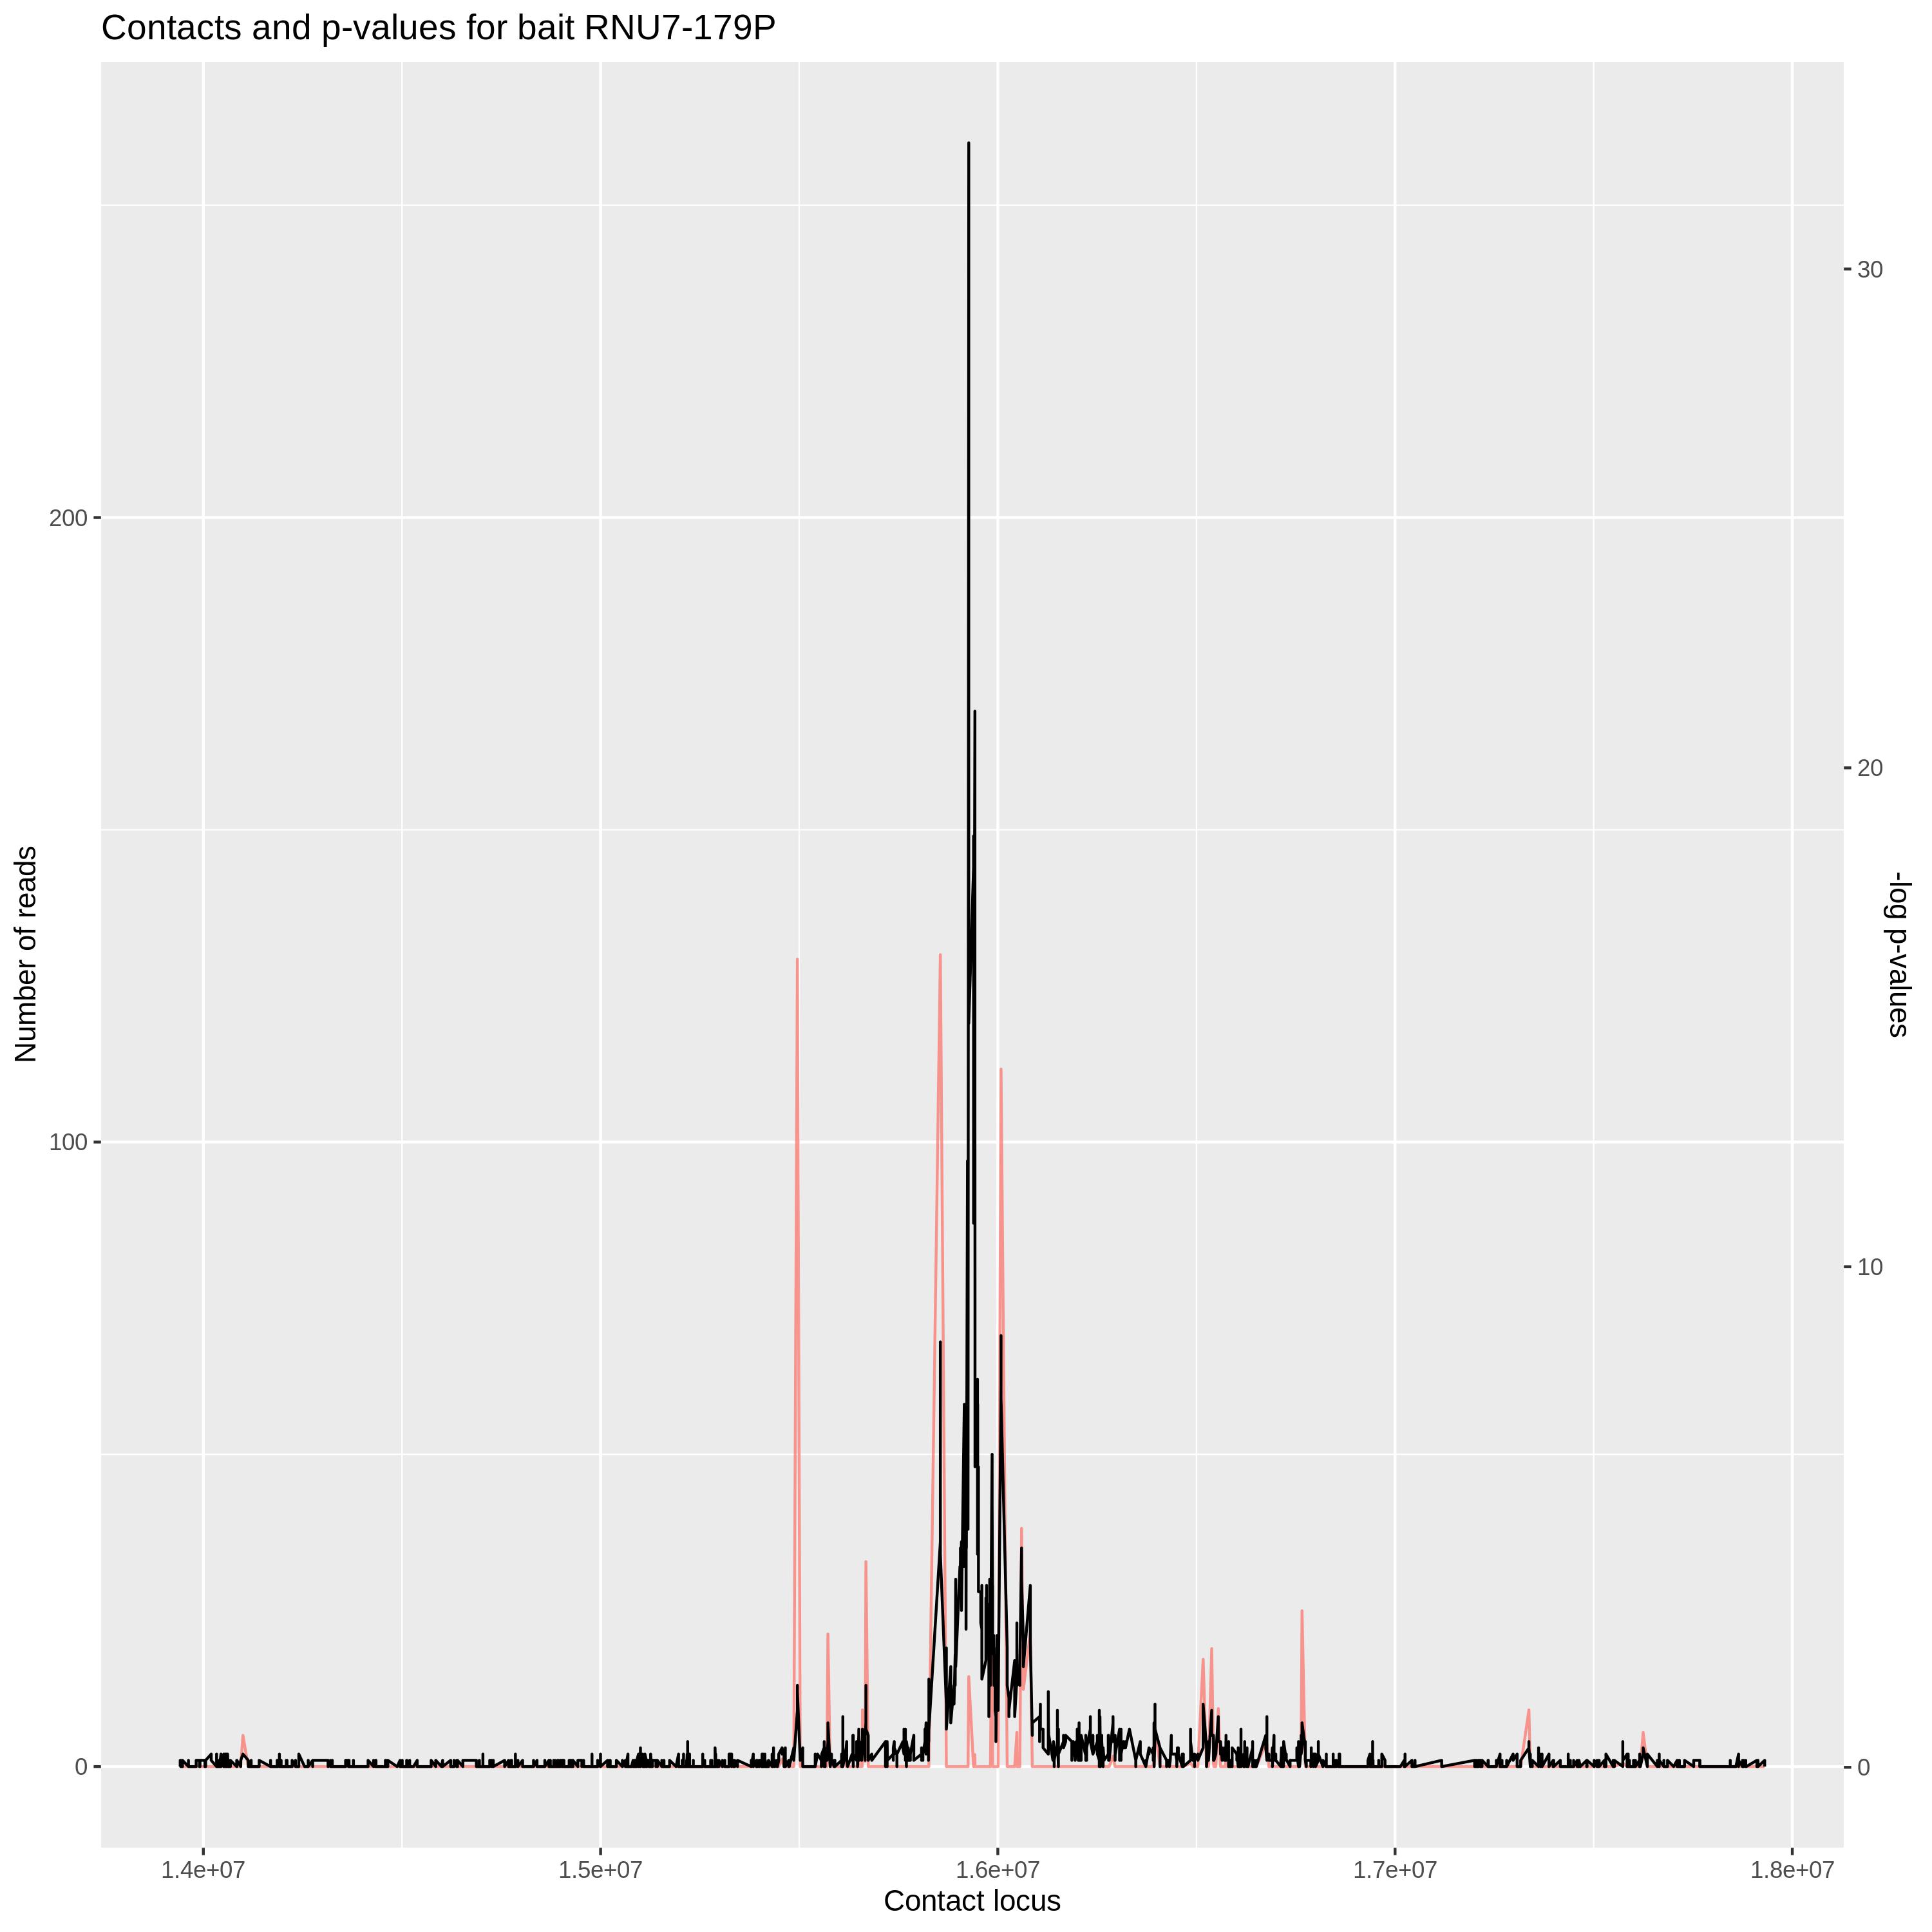 Contacts and p-values for bait RNU7-179P
Number of reads
200
100
0
30
20
10
0
-log p-values
1.4e+07
1.5e+07
1.6e+07
1.7e+07
1.8e+07
Contact locus